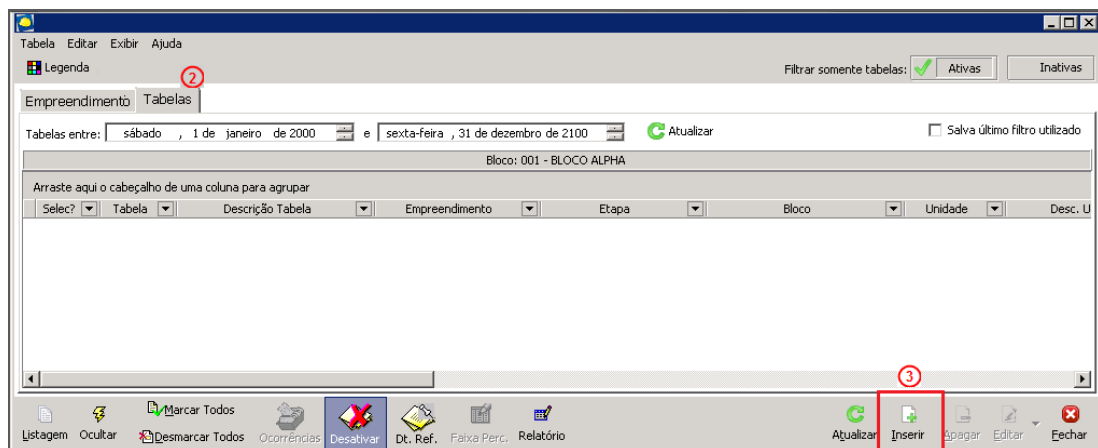 Tabela Editar Exibir Ajuda
Legenda
Filtrar somente tabelas: Ativas Inativas
2
Empreendimento Tabelas
Tabelas entre: sábado , 1 de janeiro de 2000 e sexta-feira , 31 de dezembro de 2100 Atualizar Salva último filtro utilizado
Bloco: 001 - BLOCO ALPHA
Arraste aqui o cabeçalho de uma coluna para agrupar
Selec? Tabela Descrição Tabela Empreendimento Etapa Bloco Unidade Desc. U
3
Marcar Todos
Listagem Ocultar Desmarcar Todos Ocorrências Desativar Dt. Ref. Faixa Perc. Relatório Atualizar Inserir Apagar Editar Fechar